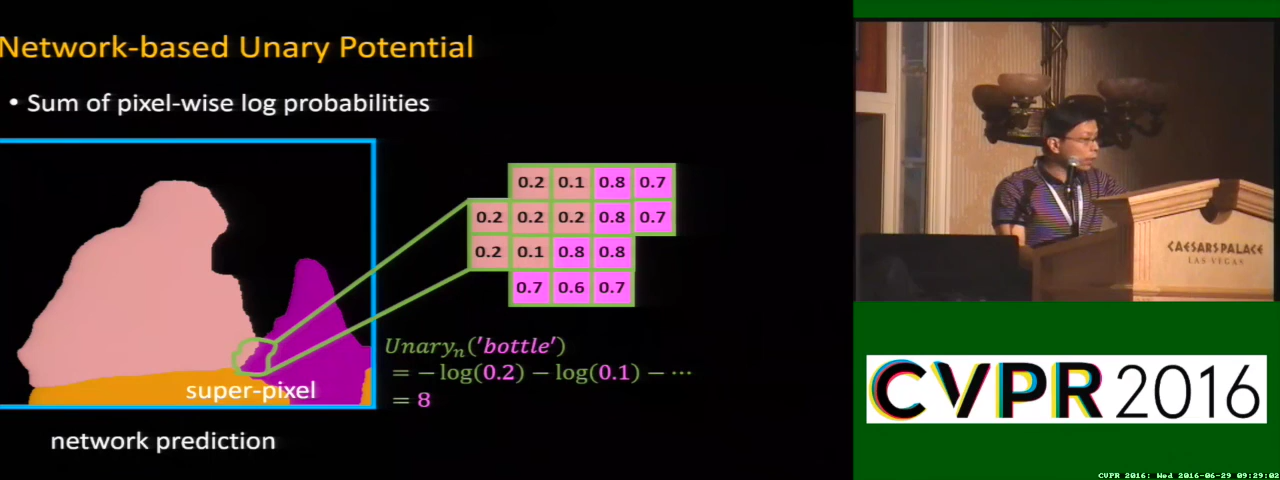 Network-based Unary Potential
• Sum of pixel-wise log probabilities
0.2 0.1 0.8 0.7
0.2 0.2 0.2 0.8 0.7
0.2 0.1 0.8 0.8
0.7 0.6 0.7
Unaryₙ('bottle')
= −log(0.2) − log(0.1) − ⋯
= 8
super-pixel
network prediction
CAESARS PALACE
LAS VEGAS
CVPR 2016
CVPR 2016: Wed 2016-06-29 09:29:02